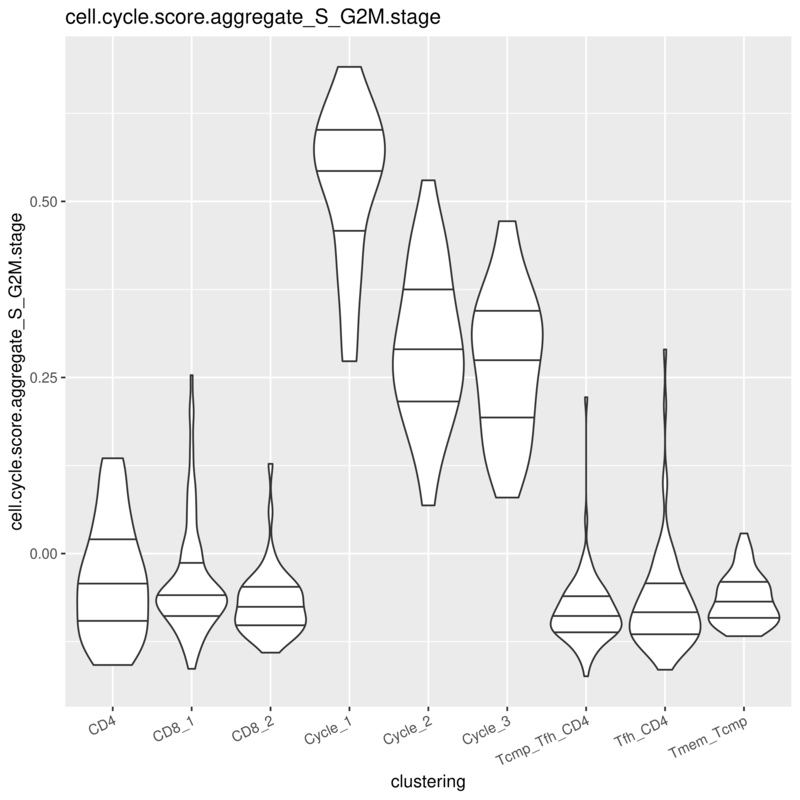 cell.cycle.score.aggregate_S_G2M.stage
cell.cycle.score.aggregate_S_G2M.stage
0.50
0.25
0.00
CD4
CD8_1
CD8_2
Cycle_1
Cycle_2
Cycle_3
Tcmp_Tfh_CD4
Tfh_CD4
Tmem_Tcmp
clustering